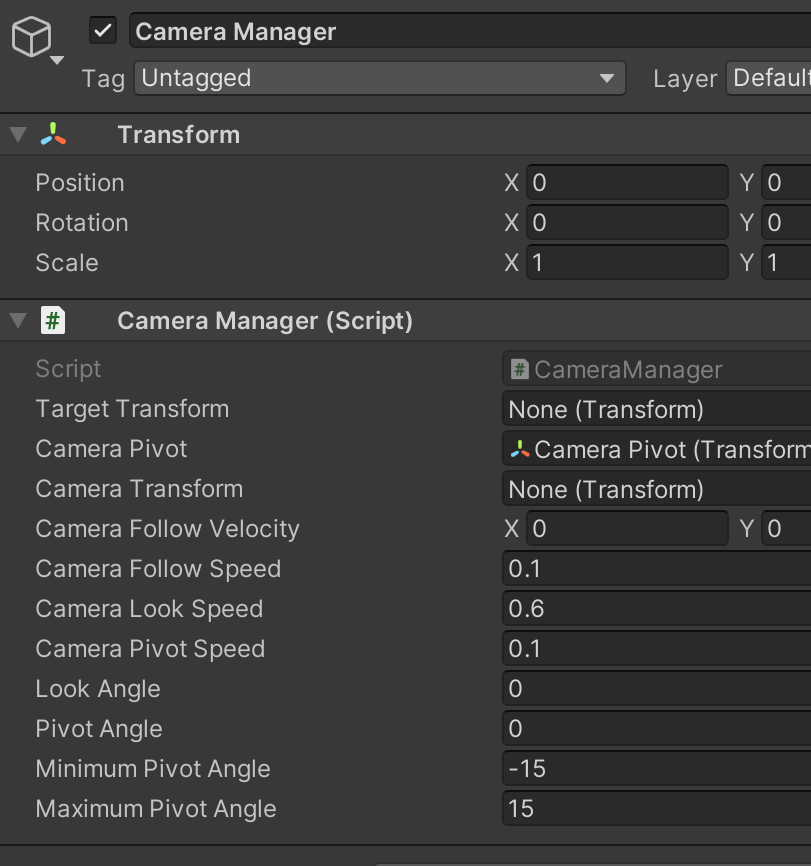 Camera Manager
Tag Untagged Layer Default
Transform
Position X 0 Y 0
Rotation X 0 Y 0
Scale X 1 Y 1
# Camera Manager (Script)
Script # CameraManager
Target Transform None (Transform)
Camera Pivot Camera Pivot (Transform
Camera Transform None (Transform)
Camera Follow Velocity X 0 Y 0
Camera Follow Speed 0.1
Camera Look Speed 0.6
Camera Pivot Speed 0.1
Look Angle 0
Pivot Angle 0
Minimum Pivot Angle -15
Maximum Pivot Angle 15